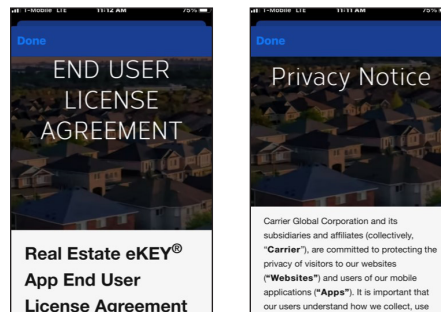 T-Mobile LTE 11:12 AM 75%
Done
END USER
LICENSE
AGREEMENT
Real Estate eKEY®
App End User
License Agreement
T-Mobile LTE 11:11 AM 75%
Done
Privacy Notice
Carrier Global Corporation and its
subsidiaries and affiliates (collectively,
"Carrier"), are committed to protecting the
privacy of visitors to our websites
("Websites") and users of our mobile
applications ("Apps"). It is important that
our users understand how we collect, use